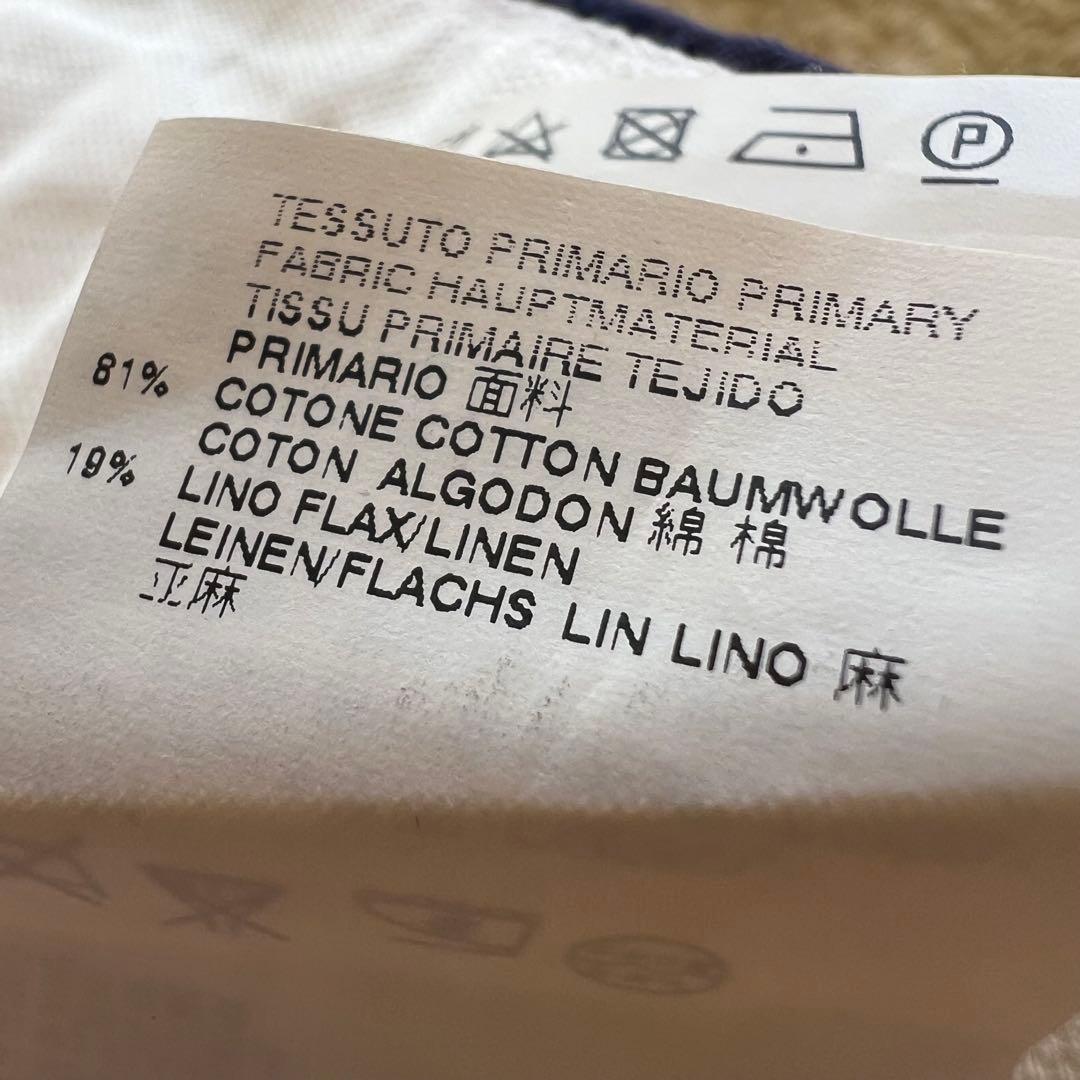 P
TESSUTO PRIMARIO PRIMARY
FABRIC HAUPTMATERIAL
TISSU PRIMAIRE TEJIDO
PRIMARIO 面料
81% COTONE COTTON BAUMWOLLE
COTON ALGODON 綿 棉
19% LINO FLAX/LINEN
LEINEN/FLACHS LIN LINO 麻
亚麻